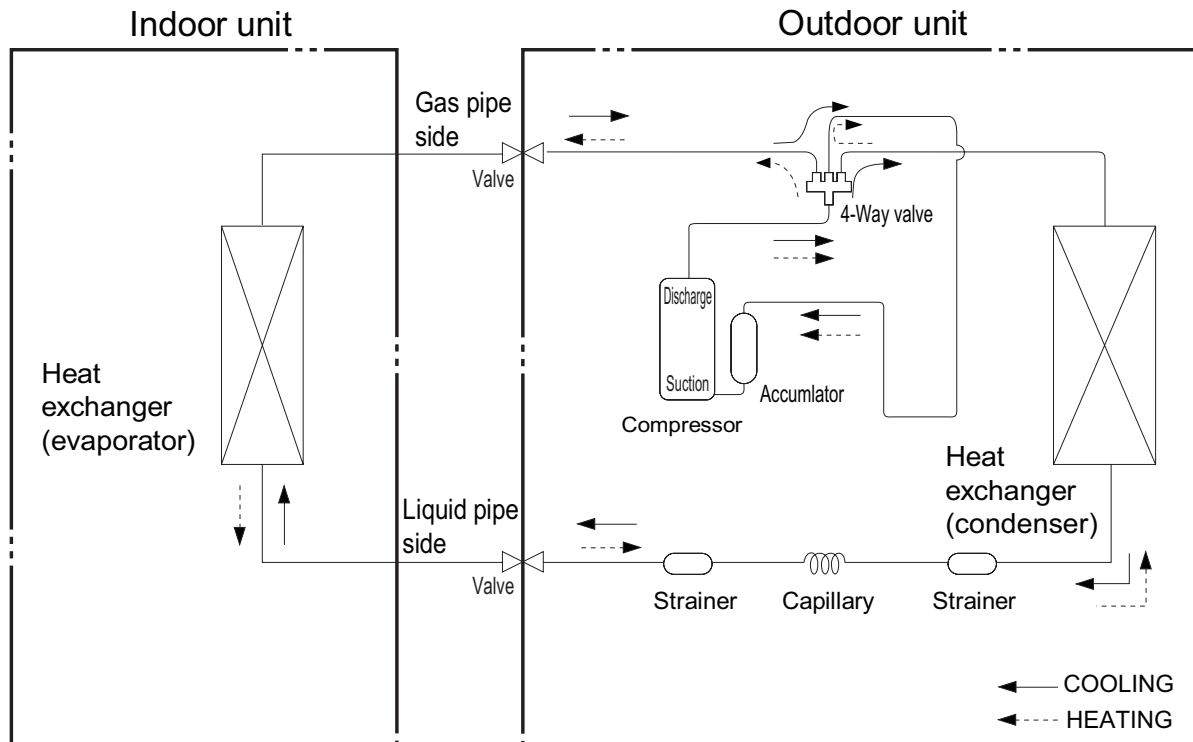 Indoor unit
Outdoor unit
Gas pipe
side
Valve
4-Way valve
Discharge
Suction
Accumlator
Compressor
Heat
exchanger
(evaporator)
Heat
exchanger
(condenser)
Liquid pipe
side
Valve
Strainer
Capillary
Strainer
COOLING
HEATING